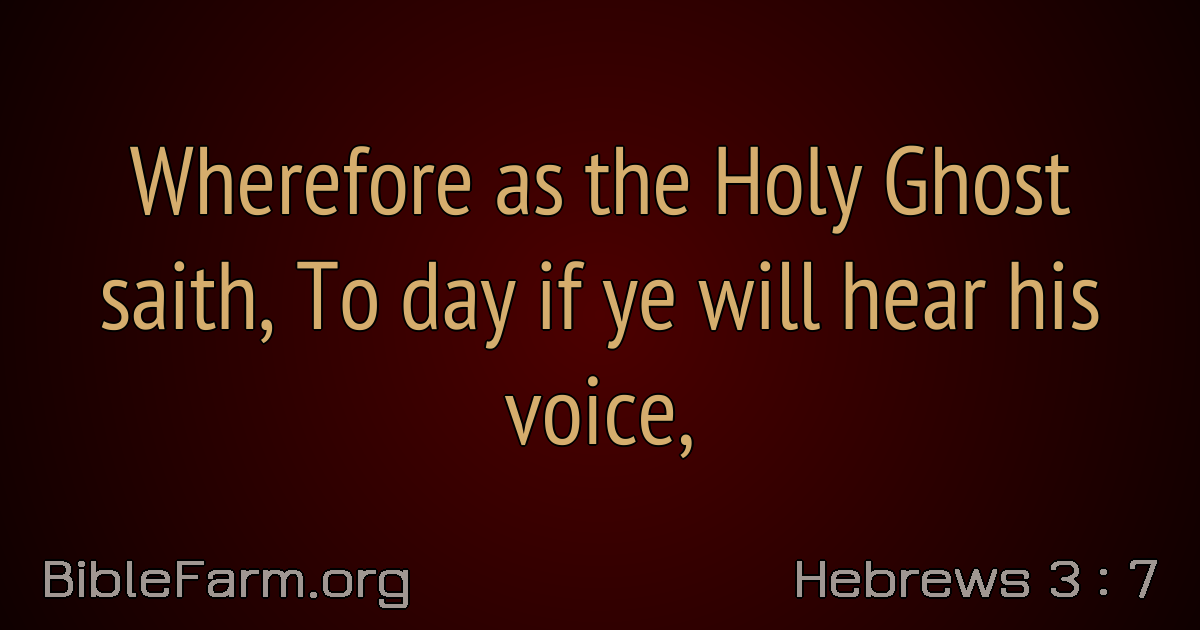 Wherefore as the Holy Ghost
saith, To day if ye will hear his
voice,
BibleFarm.org
Hebrews 3 : 7